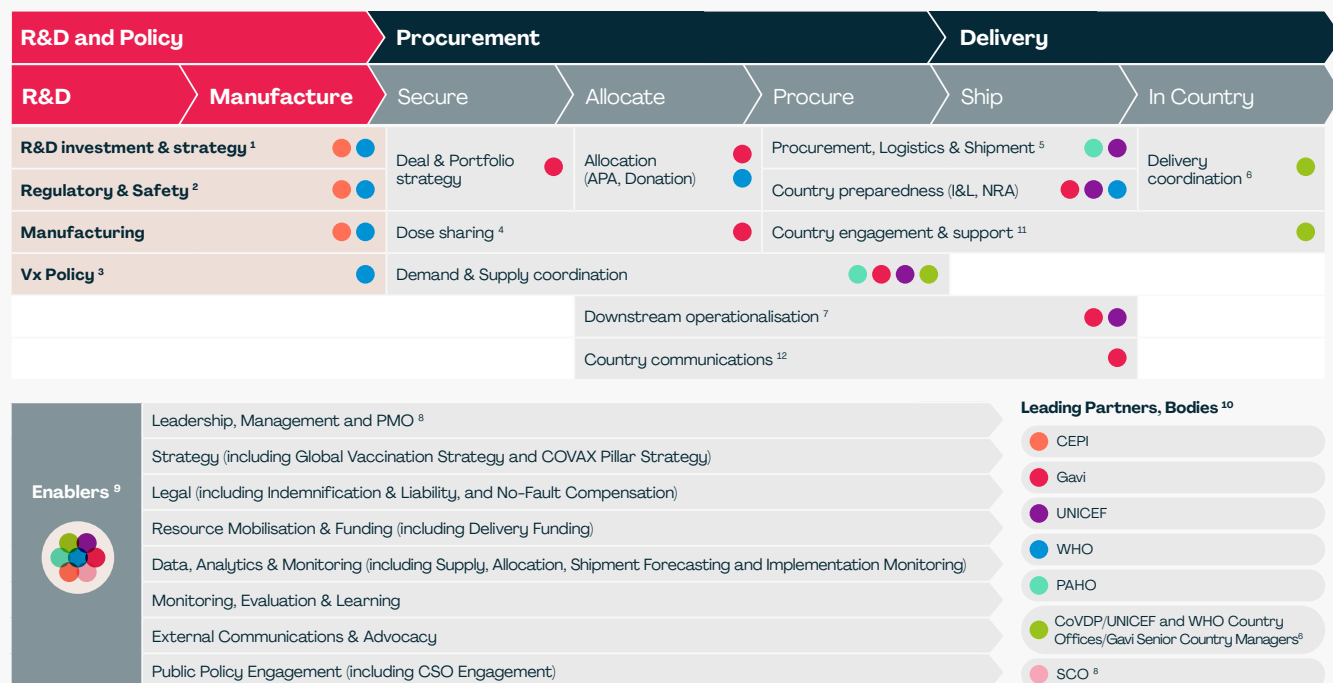 R&D and Policy
Procurement
Delivery
R&D
Manufacture
Secure
Allocate
Procure
Ship
In Country
R&D investment & strategy ¹
Regulatory & Safety ²
Manufacturing
Vx Policy ³
Deal & Portfolio
strategy
Allocation
(APA, Donation)
Procurement, Logistics & Shipment ⁵
Country preparedness (I&L, NRA)
Delivery
coordination ⁶
Dose sharing ⁴
Country engagement & support ¹¹
Demand & Supply coordination
Downstream operationalisation ⁷
Country communications ¹²
Enablers ⁹
Leadership, Management and PMO ⁸
Strategy (including Global Vaccination Strategy and COVAX Pillar Strategy)
Legal (including Indemnification & Liability, and No-Fault Compensation)
Resource Mobilisation & Funding (including Delivery Funding)
Data, Analytics & Monitoring (including Supply, Allocation, Shipment Forecasting and Implementation Monitoring)
Monitoring, Evaluation & Learning
External Communications & Advocacy
Public Policy Engagement (including CSO Engagement)
Leading Partners, Bodies ¹⁰
CEPI
Gavi
UNICEF
WHO
PAHO
CoVDP/UNICEF and WHO Country
Offices/Gavi Senior Country Managers⁶
SCO ⁸